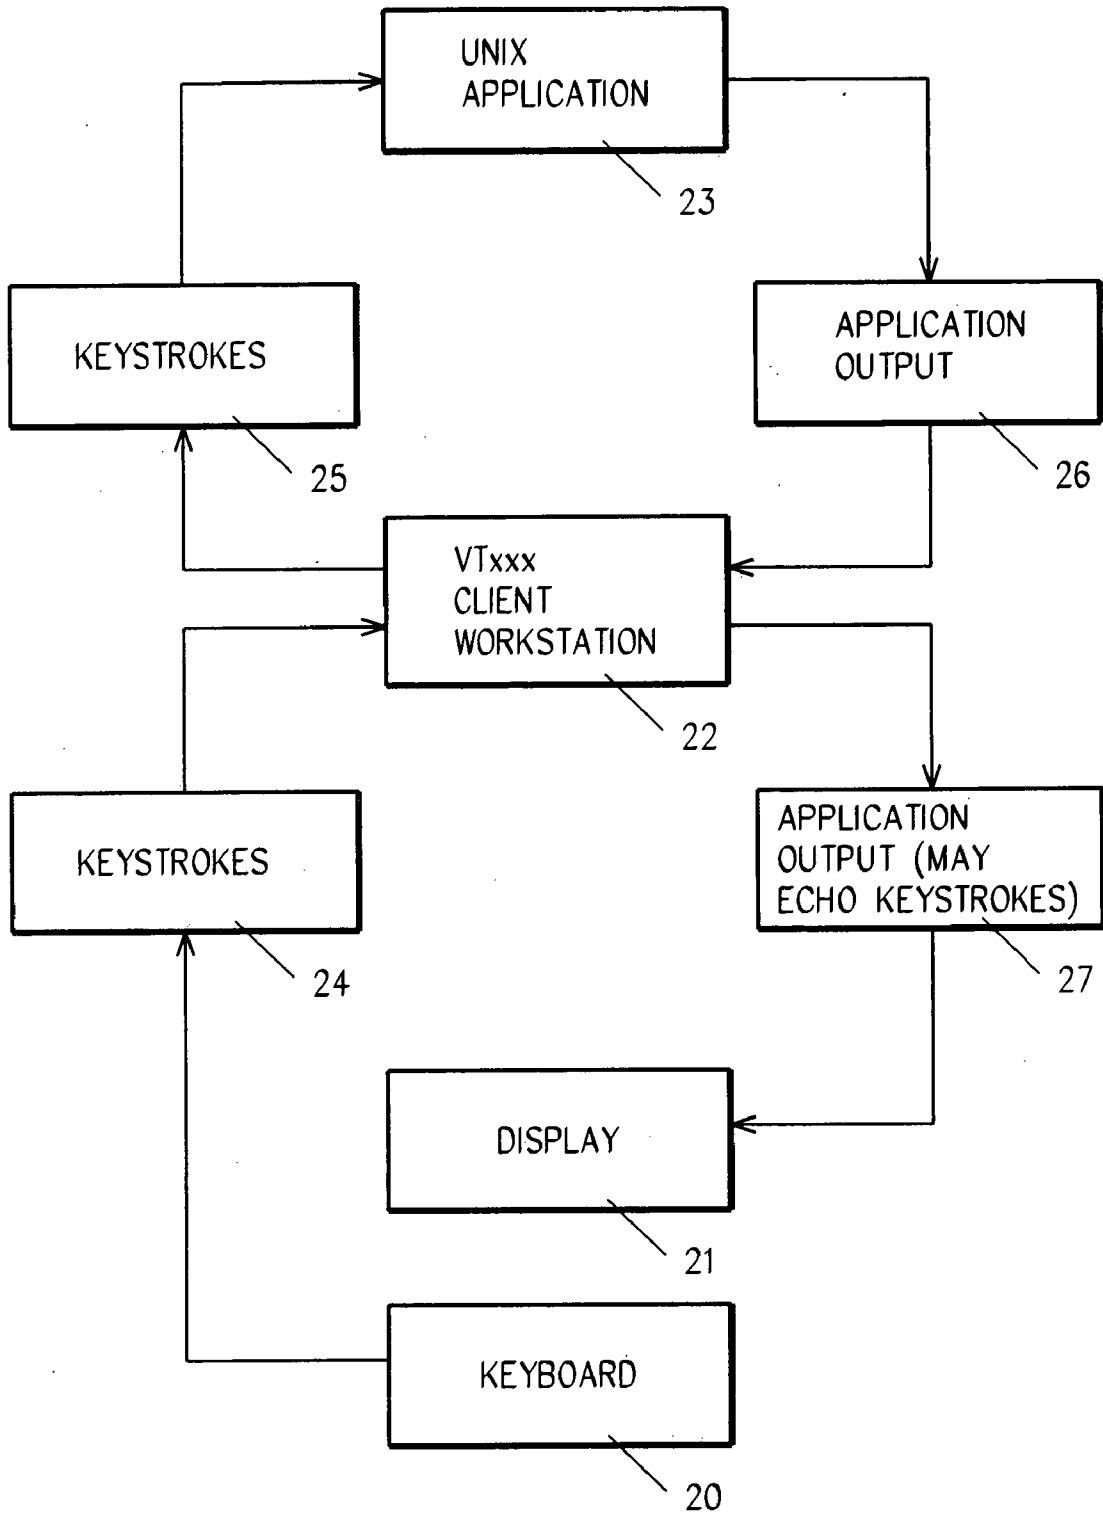 UNIX
APPLICATION
23
KEYSTROKES
25
APPLICATION
OUTPUT
26
VTxxx
CLIENT
WORKSTATION
22
KEYSTROKES
24
APPLICATION
OUTPUT (MAY
ECHO KEYSTROKES)
27
DISPLAY
21
KEYBOARD
20